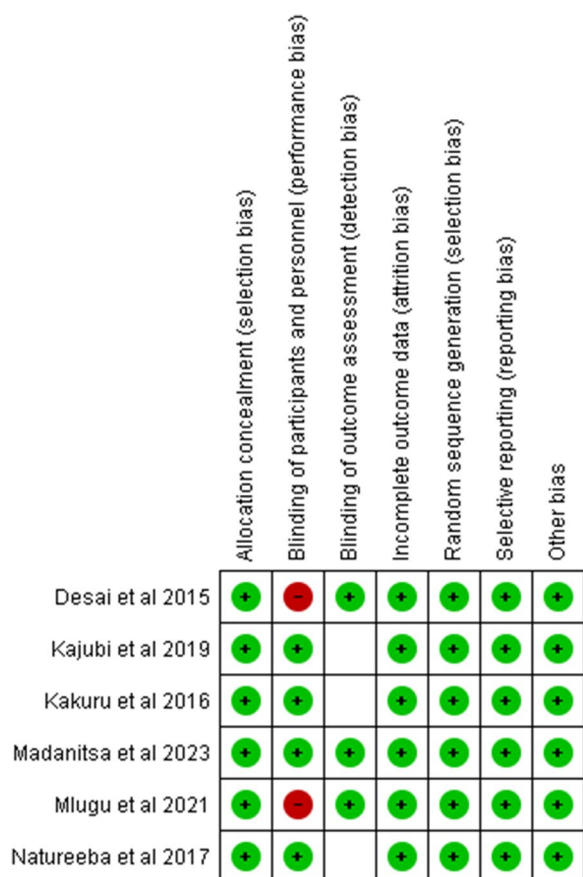 Allocation concealment (selection bias)
Blinding of participants and personnel (performance bias)
Blinding of outcome assessment (detection bias)
Incomplete outcome data (attrition bias)
Random sequence generation (selection bias)
Selective reporting (reporting bias)
Other bias
Desai et al 2015 + - + + + + +
Kajubi et al 2019 + + + + + +
Kakuru et al 2016 + + + + + +
Madanitsa et al 2023 + + + + + + +
Mlugu et al 2021 + - + + + + +
Natureeba et al 2017 + + + + + +